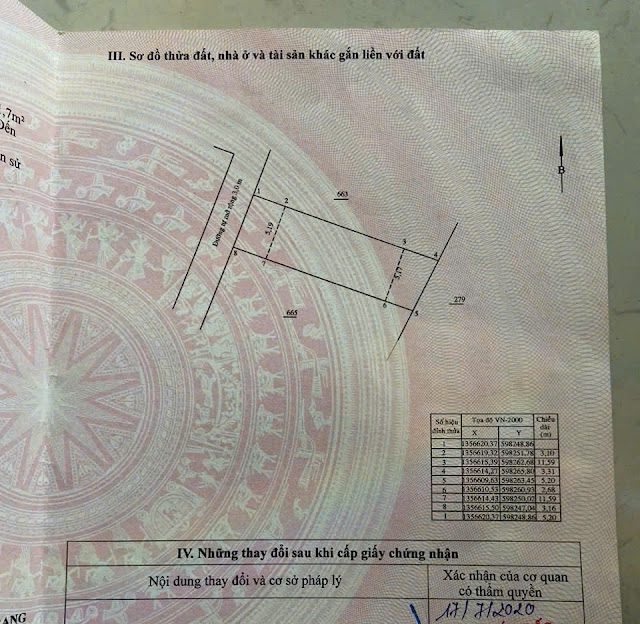 III. Sơ đồ thửa đất, nhà ở và tài sản khác gắn liền với đất
,7m²
Đến
n sử
B
Đường tự mở rộng 3,0 m
1
2
663
3
4
5,19
5,17
8
7
6
5
665
279
Số hiệu đỉnh thửa Tọa độ VN-2000 Chiều dài (m)
X Y
1 1356620,37 598248,86
2 1356619,32 598251,78 3,10
3 1356615,39 598262,68 11,59
4 1356614,27 598265,80 3,31
5 1356609,63 598263,45 5,20
6 1356610,53 598260,93 2,68
7 1356614,43 598250,02 11,59
8 1356615,50 598247,04 3,16
1 1356620,37 598248,86 5,20
IV. Những thay đổi sau khi cấp giấy chứng nhận
Nội dung thay đổi và cơ sở pháp lý
Xác nhận của cơ quan
có thẩm quyền
17/7/2020
ANG